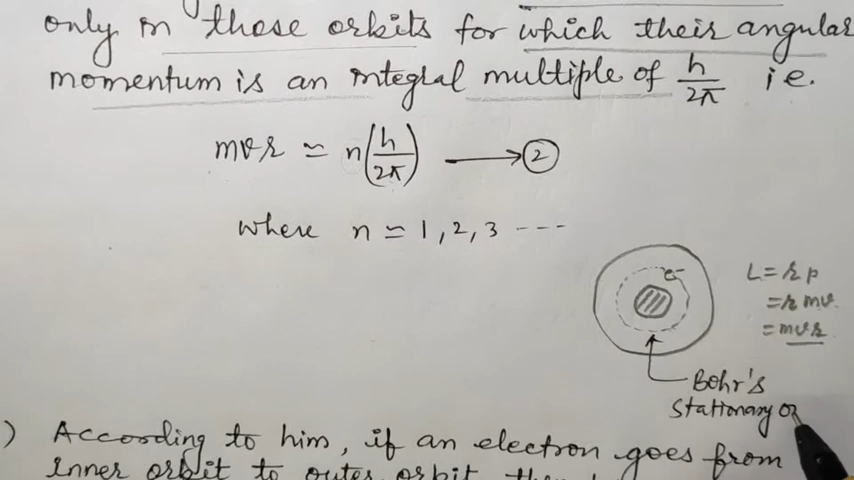 only in those orbits for which their angular
momentum is an integral multiple of h/2π i.e.
mvr = n(h/2π) → ②
where n = 1, 2, 3 ---
e-
L = r p
= r mv
= mvr
Bohr's
Stationary
) According to him, if an electron goes from
inner orbit to outer orbit